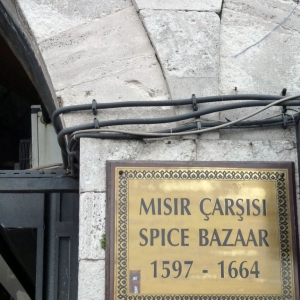 MISIR ÇARŞISI
SPICE BAZAAR
1597 - 1664